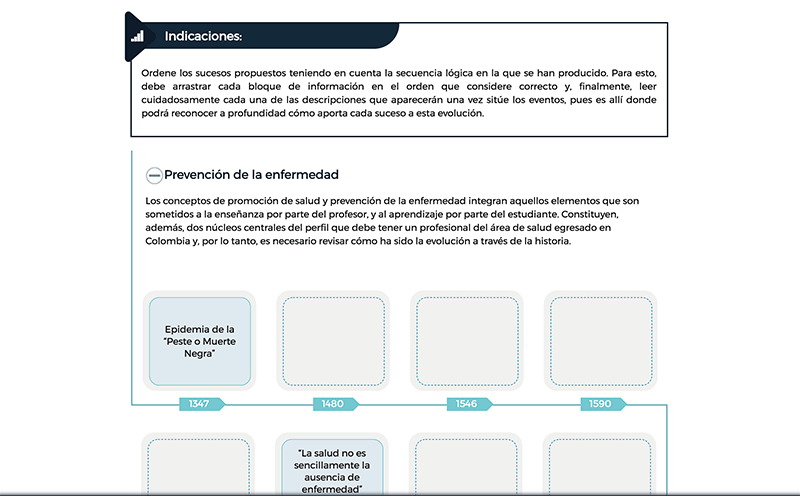 Indicaciones:
Ordene los sucesos propuestos teniendo en cuenta la secuencia lógica en la que se han producido. Para esto,
debe arrastrar cada bloque de información en el orden que considere correcto y, finalmente, leer
cuidadosamente cada una de las descripciones que aparecerán una vez sitúe los eventos, pues es allí donde
podrá reconocer a profundidad cómo aporta cada suceso a esta evolución.
Prevención de la enfermedad
Los conceptos de promoción de salud y prevención de la enfermedad integran aquellos elementos que son
sometidos a la enseñanza por parte del profesor, y al aprendizaje por parte del estudiante. Constituyen,
además, dos núcleos centrales del perfil que debe tener un profesional del área de salud egresado en
Colombia y, por lo tanto, es necesario revisar cómo ha sido la evolución a través de la historia.
Epidemia de la
"Peste o Muerte
Negra"
1347
1480
1546
1590
"La salud no es
sencillamente la
ausencia de
enfermedad"